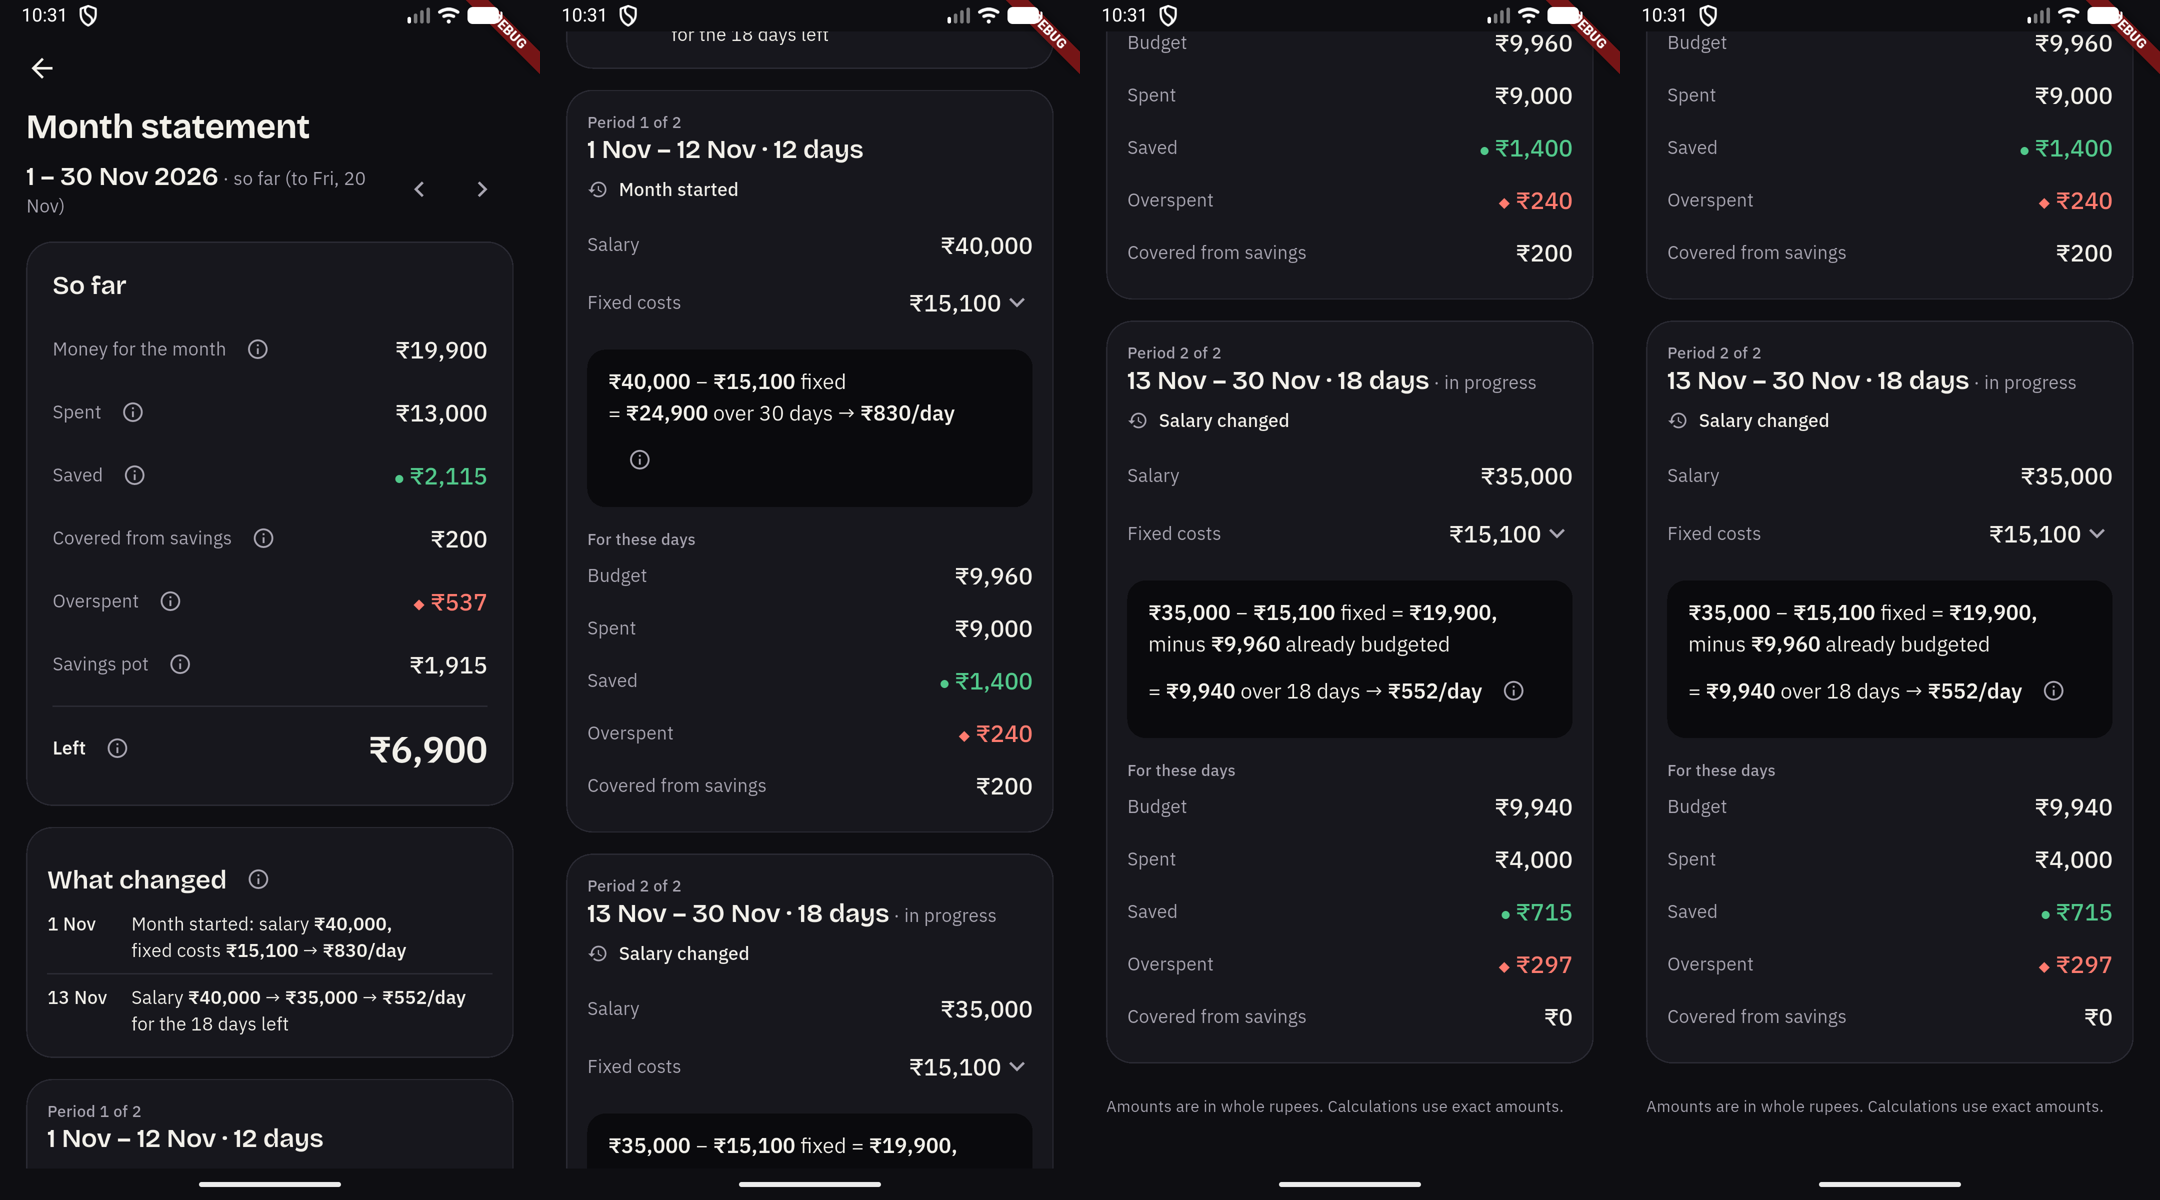 10:31
EBUG
Month statement
1 – 30 Nov 2026 · so far (to Fri, 20
Nov)
So far
Money for the month ₹19,900
Spent ₹13,000
Saved ₹2,115
Covered from savings ₹200
Overspent ₹537
Savings pot ₹1,915
Left ₹6,900
What changed
1 Nov Month started: salary ₹40,000,
fixed costs ₹15,100 → ₹830/day
13 Nov Salary ₹40,000 → ₹35,000 → ₹552/day
for the 18 days left
Period 1 of 2
1 Nov – 12 Nov · 12 days
10:31
EBUG
for the 18 days left
Period 1 of 2
1 Nov – 12 Nov · 12 days
Month started
Salary ₹40,000
Fixed costs ₹15,100
₹40,000 – ₹15,100 fixed
= ₹24,900 over 30 days → ₹830/day
For these days
Budget ₹9,960
Spent ₹9,000
Saved ₹1,400
Overspent ₹240
Covered from savings ₹200
Period 2 of 2
13 Nov – 30 Nov · 18 days · in progress
Salary changed
Salary ₹35,000
Fixed costs ₹15,100
₹35,000 – ₹15,100 fixed = ₹19,900,
10:31
EBUG
Budget ₹9,960
Spent ₹9,000
Saved ₹1,400
Overspent ₹240
Covered from savings ₹200
Period 2 of 2
13 Nov – 30 Nov · 18 days · in progress
Salary changed
Salary ₹35,000
Fixed costs ₹15,100
₹35,000 – ₹15,100 fixed = ₹19,900,
minus ₹9,960 already budgeted
= ₹9,940 over 18 days → ₹552/day
For these days
Budget ₹9,940
Spent ₹4,000
Saved ₹715
Overspent ₹297
Covered from savings ₹0
Amounts are in whole rupees. Calculations use exact amounts.
10:31
EBUG
Budget ₹9,960
Spent ₹9,000
Saved ₹1,400
Overspent ₹240
Covered from savings ₹200
Period 2 of 2
13 Nov – 30 Nov · 18 days · in progress
Salary changed
Salary ₹35,000
Fixed costs ₹15,100
₹35,000 – ₹15,100 fixed = ₹19,900,
minus ₹9,960 already budgeted
= ₹9,940 over 18 days → ₹552/day
For these days
Budget ₹9,940
Spent ₹4,000
Saved ₹715
Overspent ₹297
Covered from savings ₹0
Amounts are in whole rupees. Calculations use exact amounts.